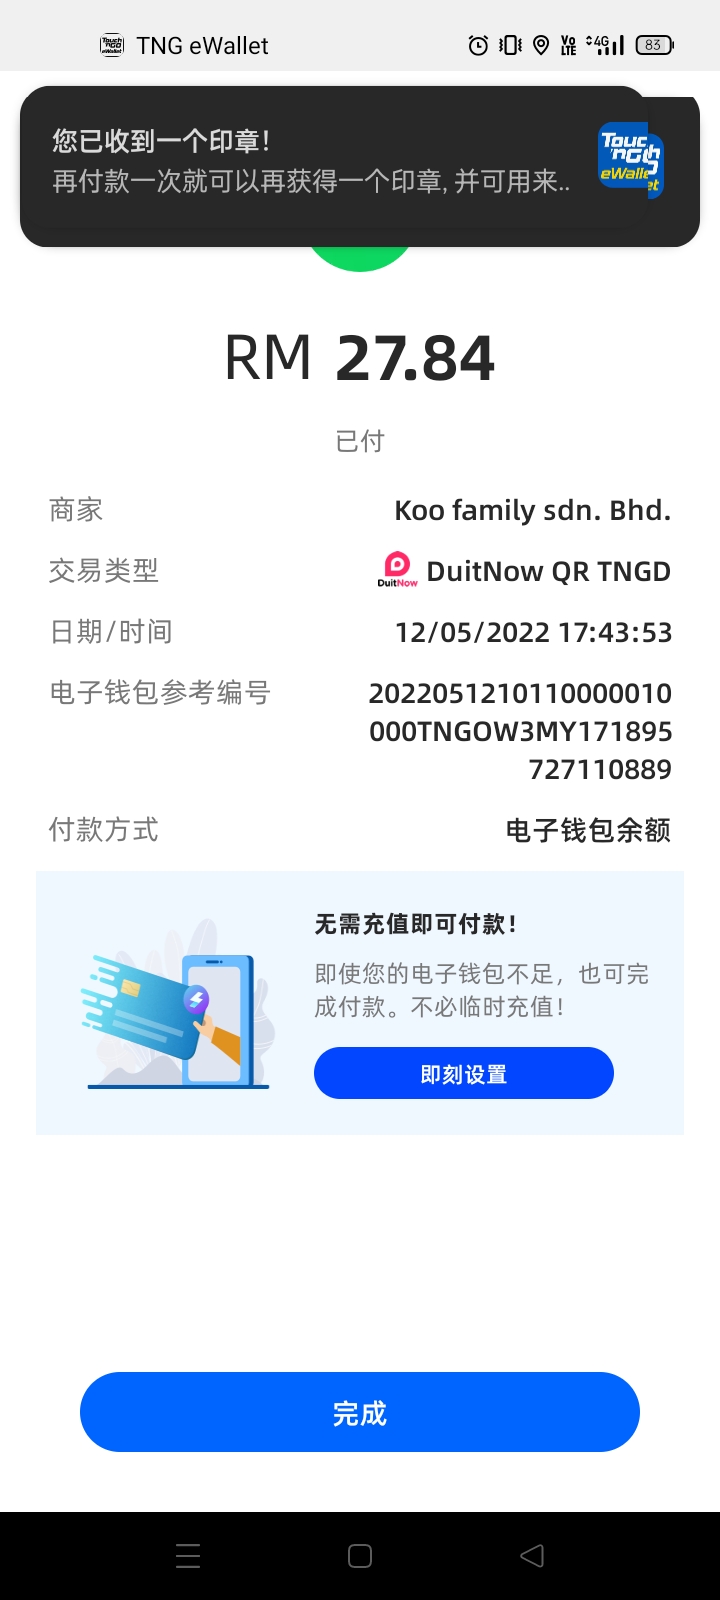 TNG eWallet
VoLTE 4G 83
您已收到一个印章!
再付款一次就可以再获得一个印章, 并可用来..
RM 27.84
已付
商家 Koo family sdn. Bhd.
交易类型 DuitNow DuitNow QR TNGD
日期/时间 12/05/2022 17:43:53
电子钱包参考编号 2022051210110000010
000TNGOW3MY171895
727110889
付款方式 电子钱包余额
无需充值即可付款!
即使您的电子钱包不足，也可完
成付款。不必临时充值!
即刻设置
完成